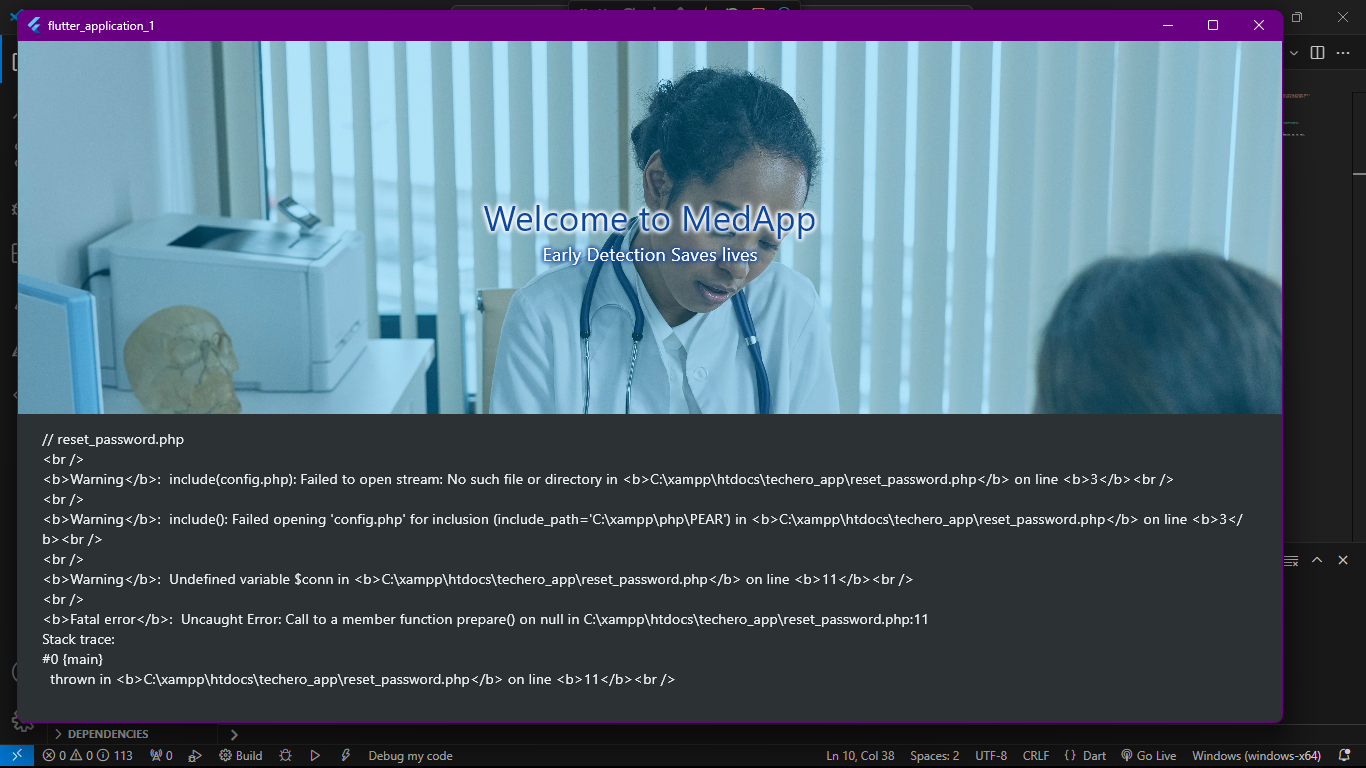 flutter_application_1
Welcome to MedApp
Early Detection Saves lives
// reset_password.php
<br />
<b>Warning</b>:  include(config.php): Failed to open stream: No such file or directory in <b>C:\xampp\htdocs\techero_app\reset_password.php</b> on line <b>3</b><br />
<br />
<b>Warning</b>:  include(): Failed opening 'config.php' for inclusion (include_path='C:\xampp\php\PEAR') in <b>C:\xampp\htdocs\techero_app\reset_password.php</b> on line <b>3</
b><br />
<br />
<b>Warning</b>:  Undefined variable $conn in <b>C:\xampp\htdocs\techero_app\reset_password.php</b> on line <b>11</b><br />
<br />
<b>Fatal error</b>:  Uncaught Error: Call to a member function prepare() on null in C:\xampp\htdocs\techero_app\reset_password.php:11
Stack trace:
#0 {main}
  thrown in <b>C:\xampp\htdocs\techero_app\reset_password.php</b> on line <b>11</b><br />
DEPENDENCIES
0 0 113 0 Build Debug my code Ln 10, Col 38 Spaces: 2 UTF-8 CRLF {} Dart Go Live Windows (windows-x64)